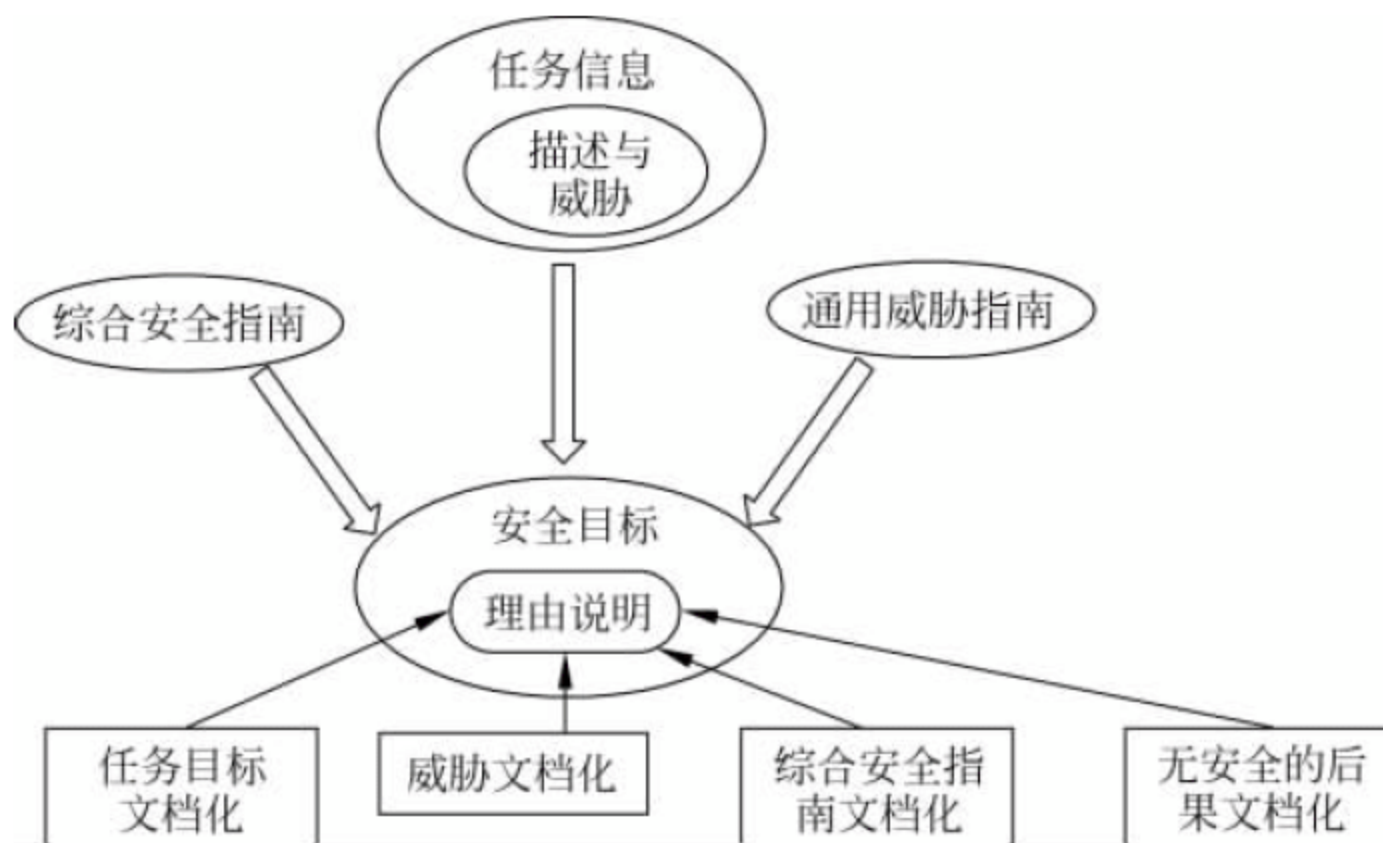 任务信息
描述与
威胁
综合安全指南
通用威胁指南
安全目标
理由说明
任务目标
文档化
威胁文档化
综合安全指
南文档化
无安全的后
果文档化